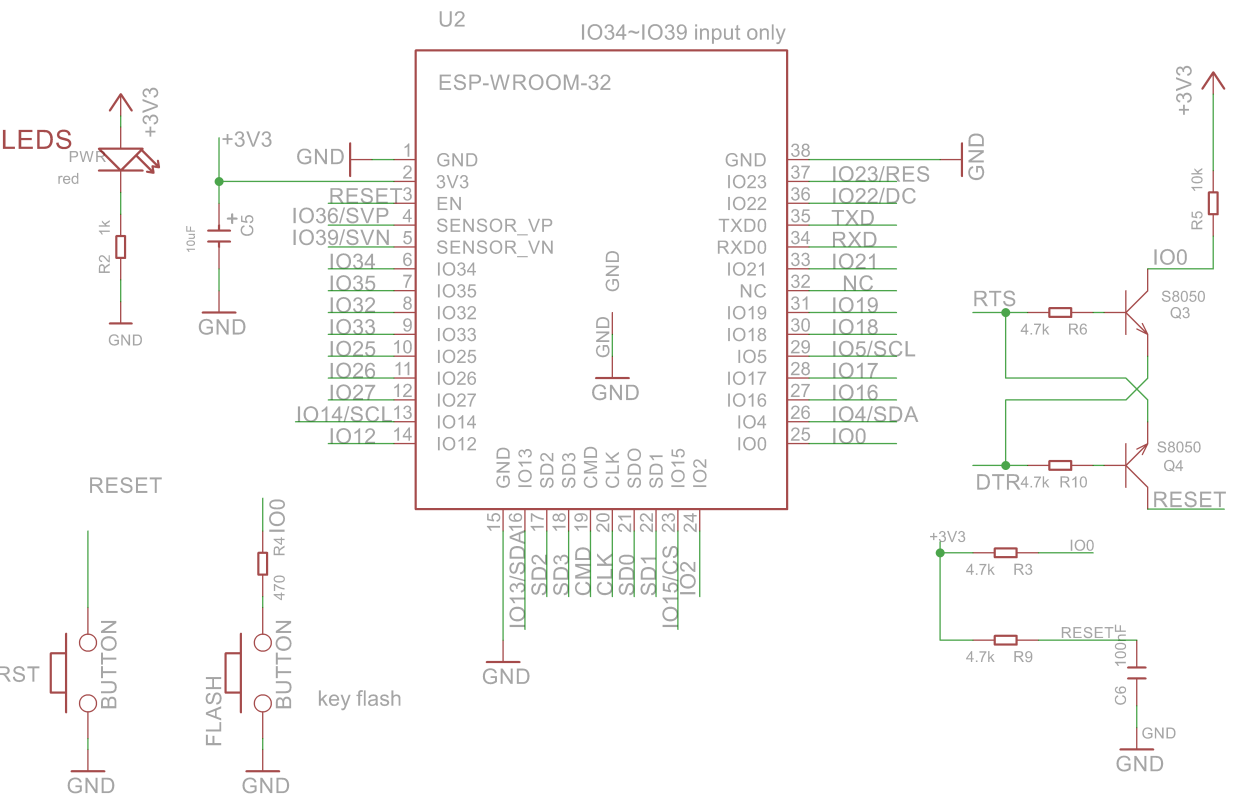 U2
IO34~IO39 input only
ESP-WROOM-32
LEDS
+3V3
PWR
red
1k
R2
GND
+3V3
10uF
+
C5
GND
GND
1 GND
2 3V3
RESET 3 EN
IO36/SVP 4 SENSOR_VP
IO39/SVN 5 SENSOR_VN
IO34 6 IO34
IO35 7 IO35
IO32 8 IO32
IO33 9 IO33
IO25 10 IO25
IO26 11 IO26
IO27 12 IO27
IO14/SCL 13 IO14
IO12 14 IO12
GND
GND
GND
GND 38 GND
IO23 37 IO23/RES
IO22 36 IO22/DC
TXD0 35 TXD
RXD0 34 RXD
IO21 33 IO21
NC 32 NC
IO19 31 IO19
IO18 30 IO18
IO5 29 IO5/SCL
IO17 28 IO17
IO16 27 IO16
IO4 26 IO4/SDA
IO0 25 IO0
GND 15
IO13 16 IO13/SDA
SD2 17 SD2
SD3 18 SD3
CMD 19 CMD
CLK 20 CLK
SDO 21 SD0
SD1 22 SD1
IO15 23 IO15/CS
IO2 24 IO2
GND
+3V3
10k
R5
IO0
RTS
4.7k R6
S8050
Q3
DTR
4.7k R10
S8050
Q4
RESET
+3V3
4.7k R3
IO0
4.7k R9
RESET
100nF
C6
GND
GND
RESET
RST
BUTTON
GND
IO0
R4
470
FLASH
BUTTON
key flash
GND